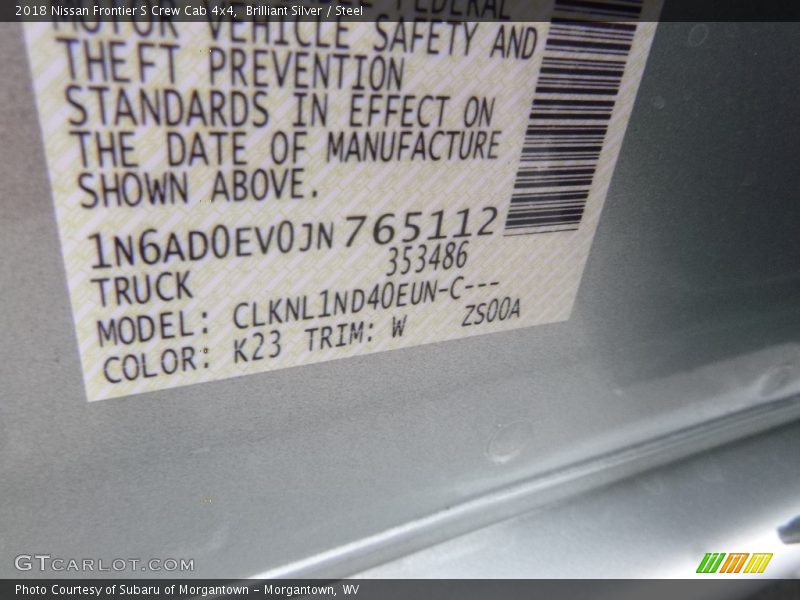 2018 Nissan Frontier S Crew Cab 4x4, Brilliant Silver / Steel
FEDERAL
MOTOR VEHICLE SAFETY AND
THEFT PREVENTION
STANDARDS IN EFFECT ON
THE DATE OF MANUFACTURE
SHOWN ABOVE.
1N6AD0EV0JN765112
353486
TRUCK
MODEL: CLKNL1ND40EUN-C---
COLOR: K23 TRIM: W ZS00A
GTCARLOT.COM
Photo Courtesy of Subaru of Morgantown - Morgantown, WV